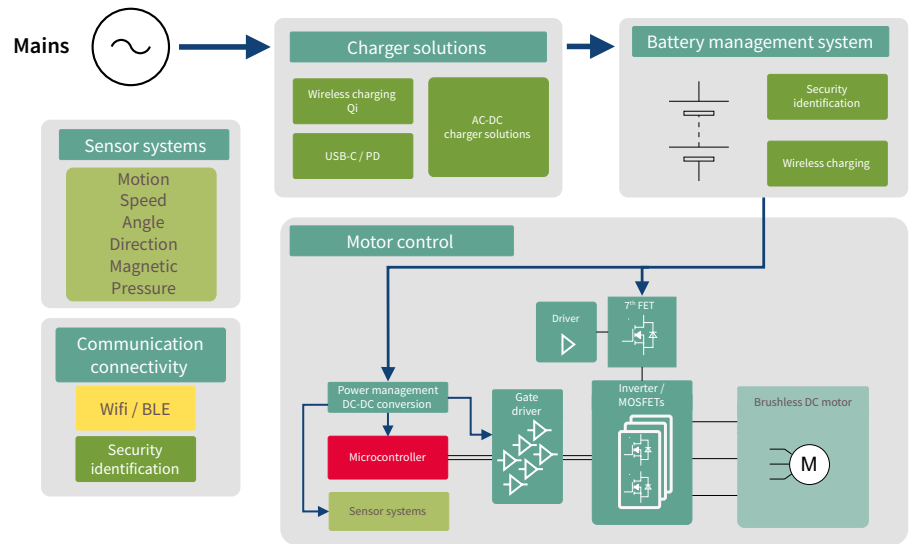 Mains
Charger solutions
Wireless charging
Qi
USB-C / PD
AC-DC
charger solutions
Battery management system
Security
identification
Wireless charging
Sensor systems
Motion
Speed
Angle
Direction
Magnetic
Pressure
Communication
connectivity
Wifi / BLE
Security
identification
Motor control
Driver
7th FET
Power management
DC-DC conversion
Microcontroller
Sensor systems
Gate
driver
Inverter /
MOSFETs
Brushless DC motor
M